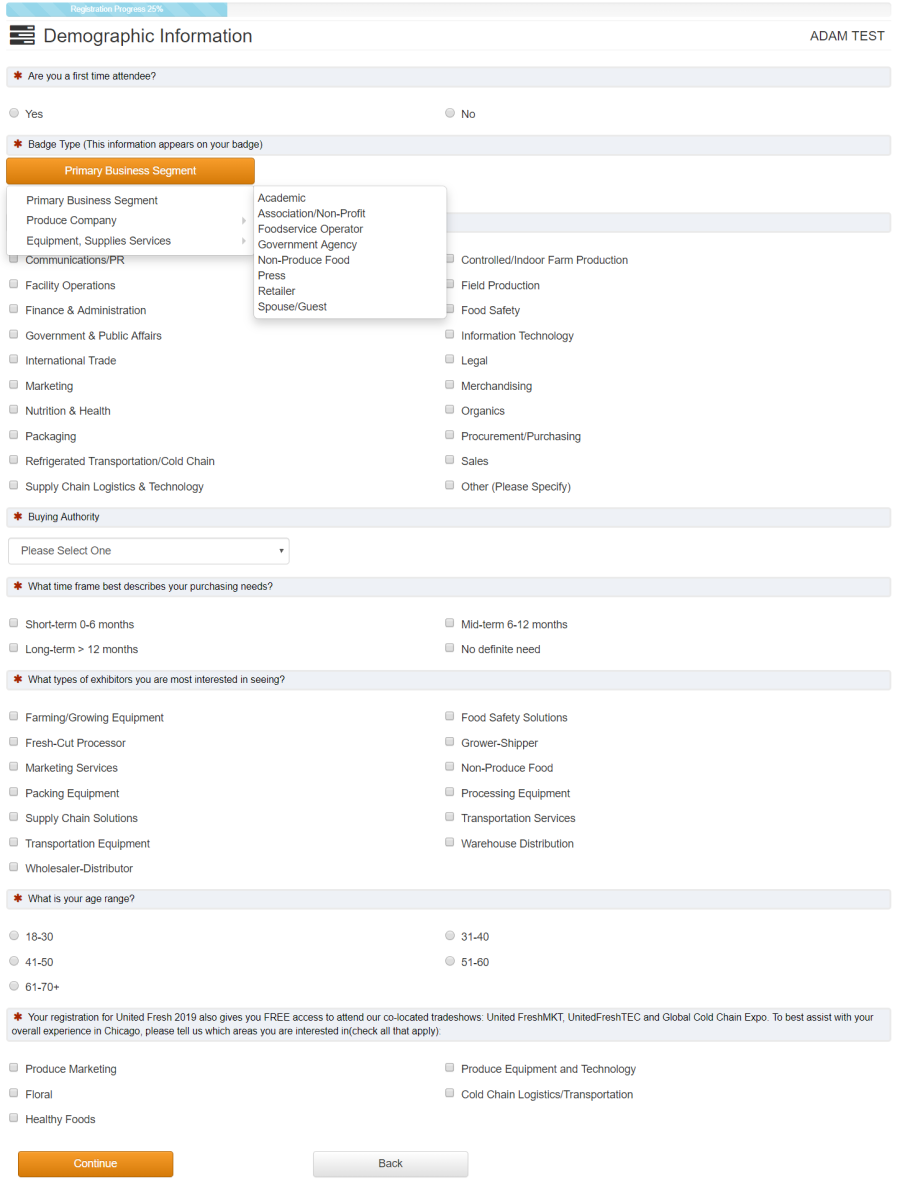 Registration Progress 25%
Demographic Information
ADAM TEST
✱ Are you a first time attendee?
Yes
No
✱ Badge Type (This information appears on your badge)
Primary Business Segment
Primary Business Segment
Produce Company
Equipment, Supplies Services
Academic
Association/Non-Profit
Foodservice Operator
Government Agency
Non-Produce Food
Press
Retailer
Spouse/Guest
Communications/PR
Controlled/Indoor Farm Production
Facility Operations
Field Production
Finance & Administration
Food Safety
Government & Public Affairs
Information Technology
International Trade
Legal
Marketing
Merchandising
Nutrition & Health
Organics
Packaging
Procurement/Purchasing
Refrigerated Transportation/Cold Chain
Sales
Supply Chain Logistics & Technology
Other (Please Specify)
✱ Buying Authority
Please Select One
✱ What time frame best describes your purchasing needs?
Short-term 0-6 months
Mid-term 6-12 months
Long-term > 12 months
No definite need
✱ What types of exhibitors you are most interested in seeing?
Farming/Growing Equipment
Food Safety Solutions
Fresh-Cut Processor
Grower-Shipper
Marketing Services
Non-Produce Food
Packing Equipment
Processing Equipment
Supply Chain Solutions
Transportation Services
Transportation Equipment
Warehouse Distribution
Wholesaler-Distributor
✱ What is your age range?
18-30
31-40
41-50
51-60
61-70+
✱ Your registration for United Fresh 2019 also gives you FREE access to attend our co-located tradeshows: United FreshMKT, UnitedFreshTEC and Global Cold Chain Expo. To best assist with your
overall experience in Chicago, please tell us which areas you are interested in(check all that apply):
Produce Marketing
Produce Equipment and Technology
Floral
Cold Chain Logistics/Transportation
Healthy Foods
Continue
Back